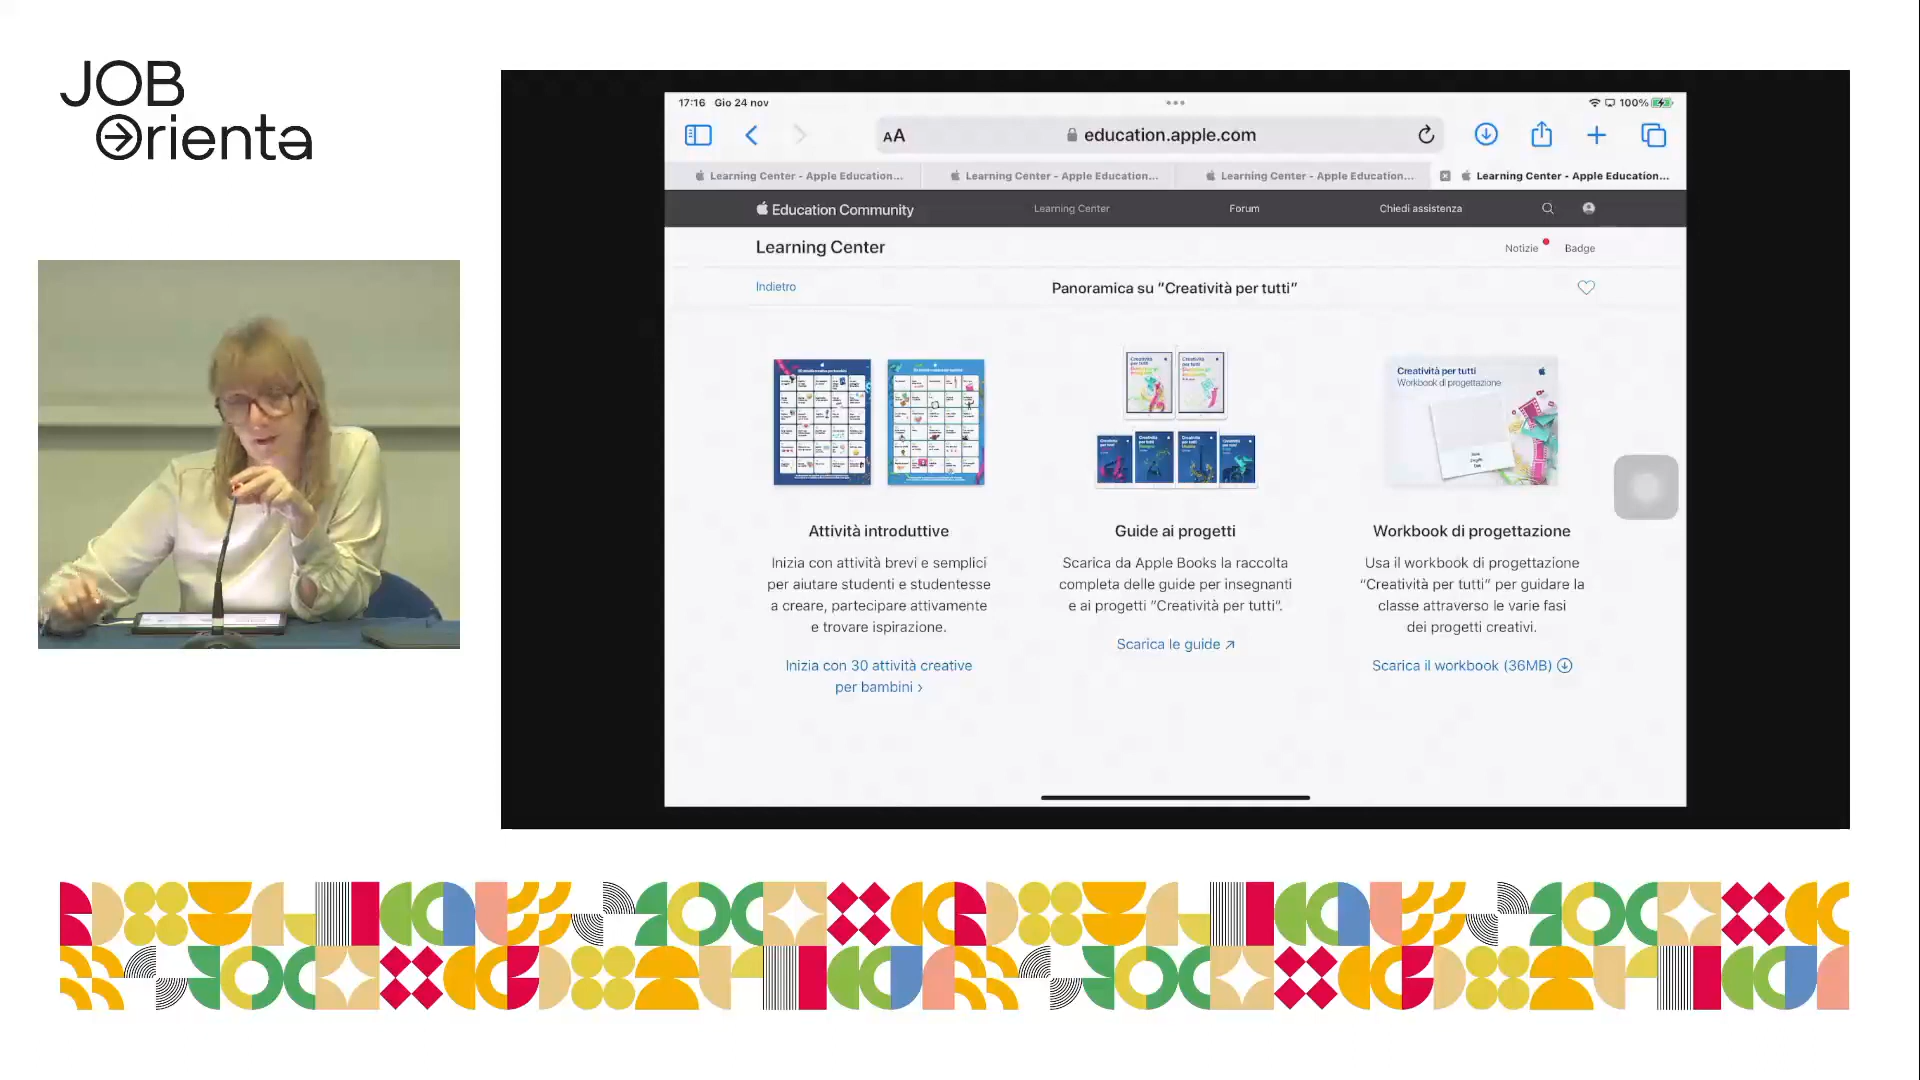 JOB
Orienta
17:16 Gio 24 nov
100%
AA
education.apple.com
Learning Center - Apple Education...
Learning Center - Apple Education...
Learning Center - Apple Education...
Learning Center - Apple Education...
Education Community
Learning Center
Forum
Chiedi assistenza
Learning Center
Notizie
Badge
Indietro
Panoramica su “Creatività per tutti”
Creatività
per tutti
Creatività
per tutti
Creatività per tutti
Workbook di progettazione
Attività introduttive
Inizia con attività brevi e semplici
per aiutare studenti e studentesse
a creare, partecipare attivamente
e trovare ispirazione.
Inizia con 30 attività creative
per bambini ›
Guide ai progetti
Scarica da Apple Books la raccolta
completa delle guide per insegnanti
e ai progetti “Creatività per tutti”.
Scarica le guide ↗
Workbook di progettazione
Usa il workbook di progettazione
“Creatività per tutti” per guidare la
classe attraverso le varie fasi
dei progetti creativi.
Scarica il workbook (36MB)